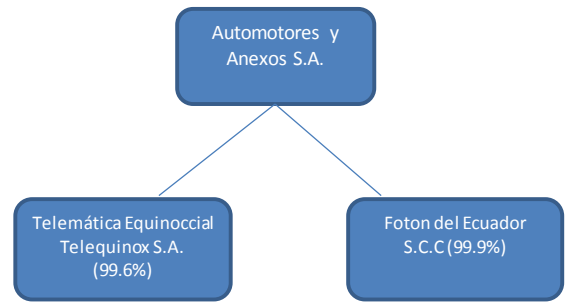 Automotores y
Anexos S.A.
Telemática Equinoccial
Telequinox S.A.
(99.6%)
Foton del Ecuador
S.C.C (99.9%)